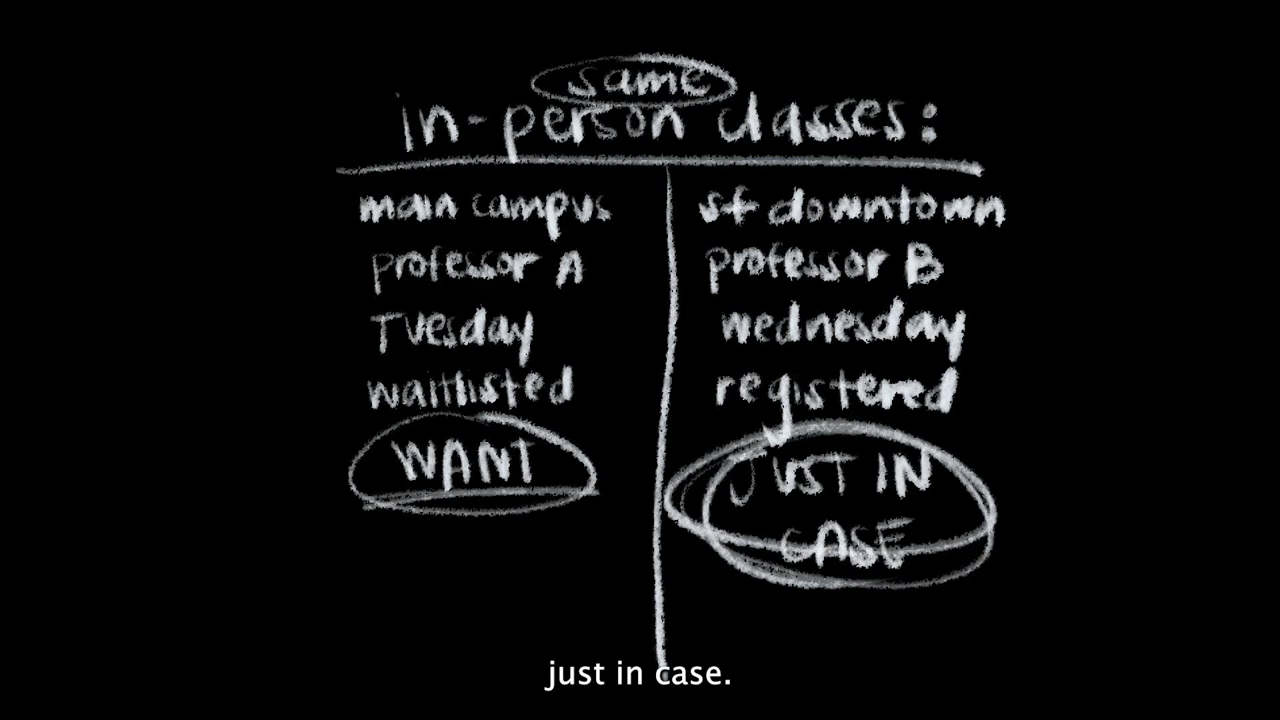 same
in-person classes:
main campus
professor A
Tuesday
waitlisted
WANT
sf downtown
professor B
wednesday
registered
JUST IN
CASE
just in case.